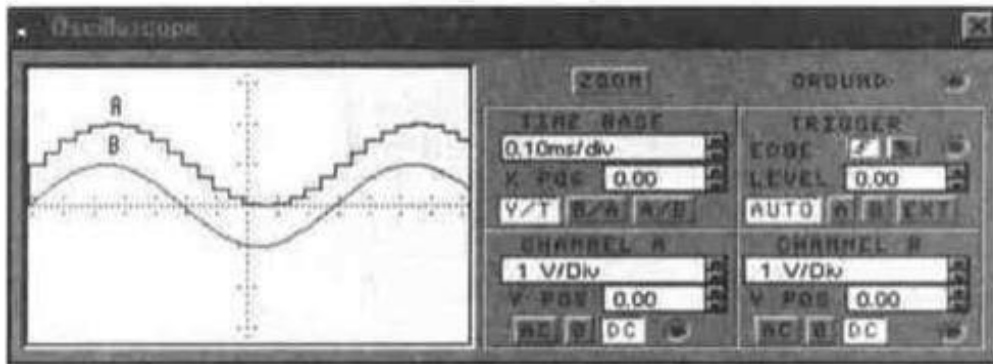 Oscilloscope
ZOOM GROUND
TIME BASE
0.10ms/div
X POS 0.00
Y/T B/A A/B
TRIGGER
EDGE
LEVEL 0.00
AUTO A B EXT
CHANNEL A
1 V/Div
Y POS 0.00
AC 0 DC
CHANNEL B
1 V/Div
Y POS 0.00
AC 0 DC
A
B